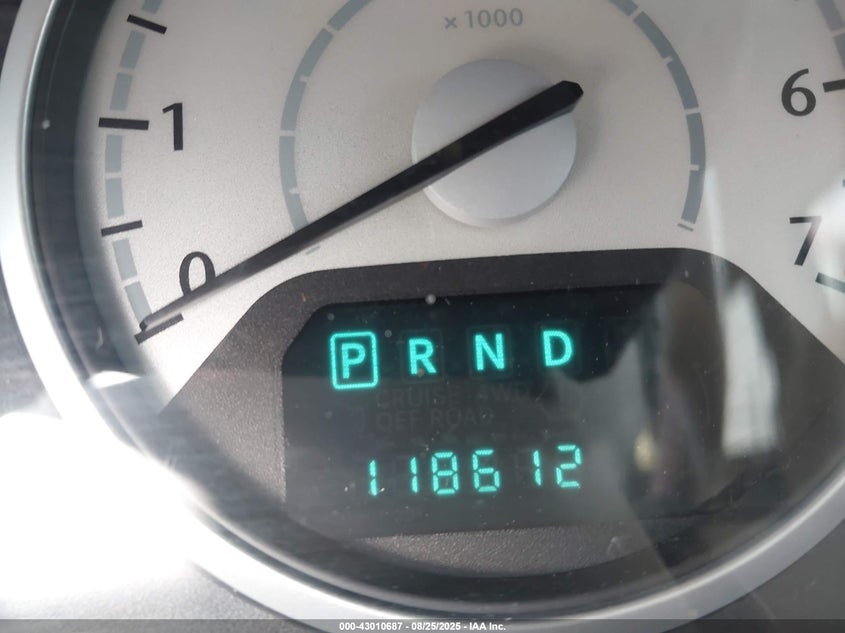 x 1000
6
1
7
0
P R N D
CRUISE 4WD
OFF ROAD
118612
000-43010687 - 08/25/2025 - IAA Inc.